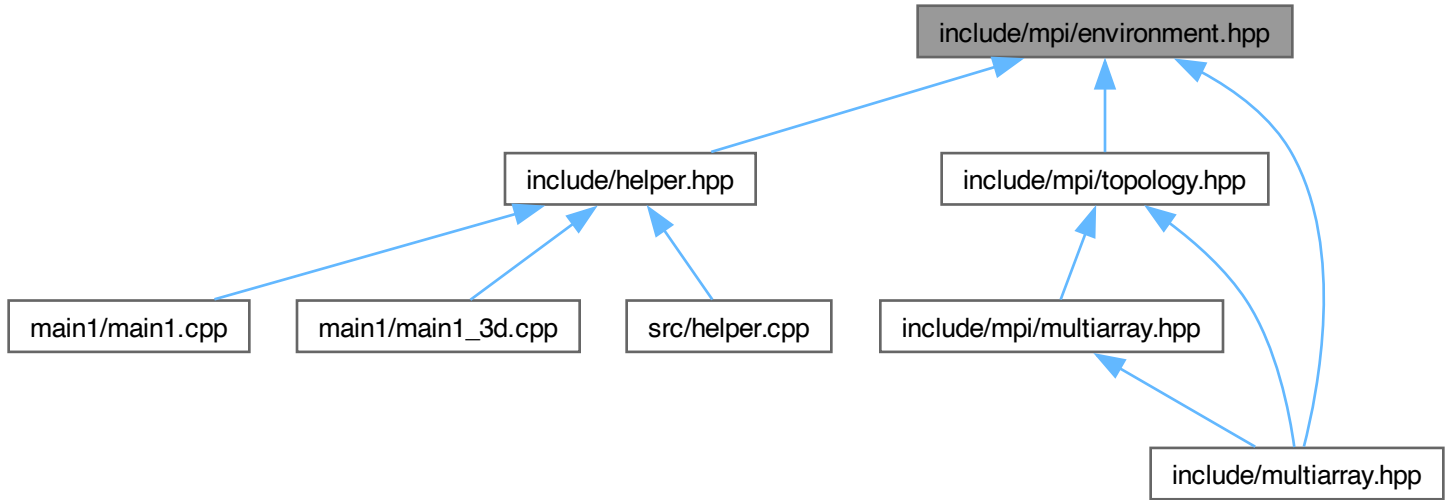 include/mpi/environment.hpp
include/helper.hpp
include/mpi/topology.hpp
main1/main1.cpp
main1/main1_3d.cpp
src/helper.cpp
include/mpi/multiarray.hpp
include/multiarray.hpp